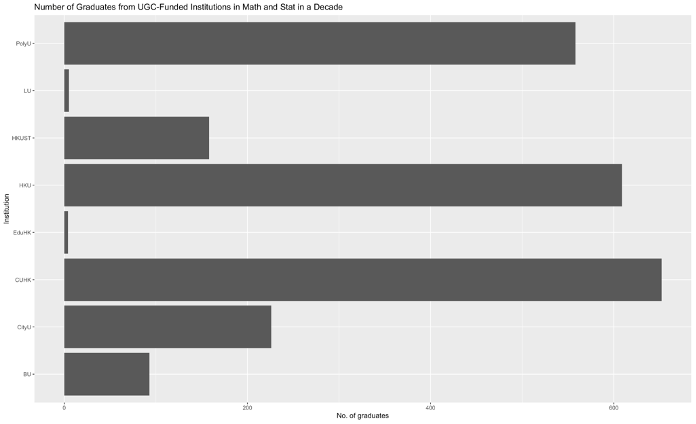 Number of Graduates from UGC-Funded Institutions in Math and Stat in a Decade
PolyU
LU
HKUST
HKU
EduHK
CUHK
CityU
BU
Institution
0 200 400 600
No. of graduates